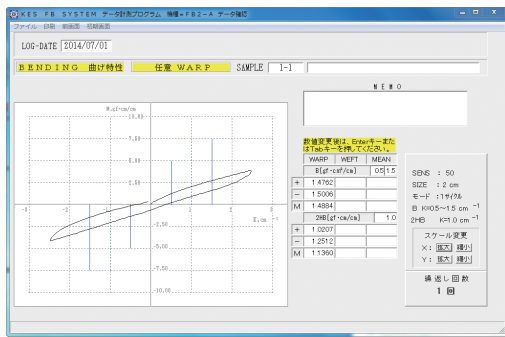 KES FB SYSTEM データ計測プログラム 機種=FB2-A データ確認
ファイル 印刷 前画面 初期画面
LOG-DATE 2014/07/01
BENDING 曲げ特性 任意 WARP SAMPLE 1-1
MEMO
M,gf·cm/cm
10.00
7.50
5.00
2.50
-3 -2 -1 1 2 3
K,cm -1
-2.50
-5.00
-7.50
-10.00
数値変更後は、Enterキーまた
はTabキーを押してください。
WARP WEFT MEAN
B[gf·cm²/cm] 0.5 1.5
+ 1.4762
- 1.5006
M 1.4884
2HB[gf·cm/cm] 1.0
+ 1.0207
- 1.2512
M 1.1360
SENS : 50
SIZE : 2 cm
モード :1サイクル
B K=0.5~1.5 cm -1
2HB K=1.0 cm -1
スケール変更
X: 拡大 縮小
Y: 拡大 縮小
繰返し回数
1 回